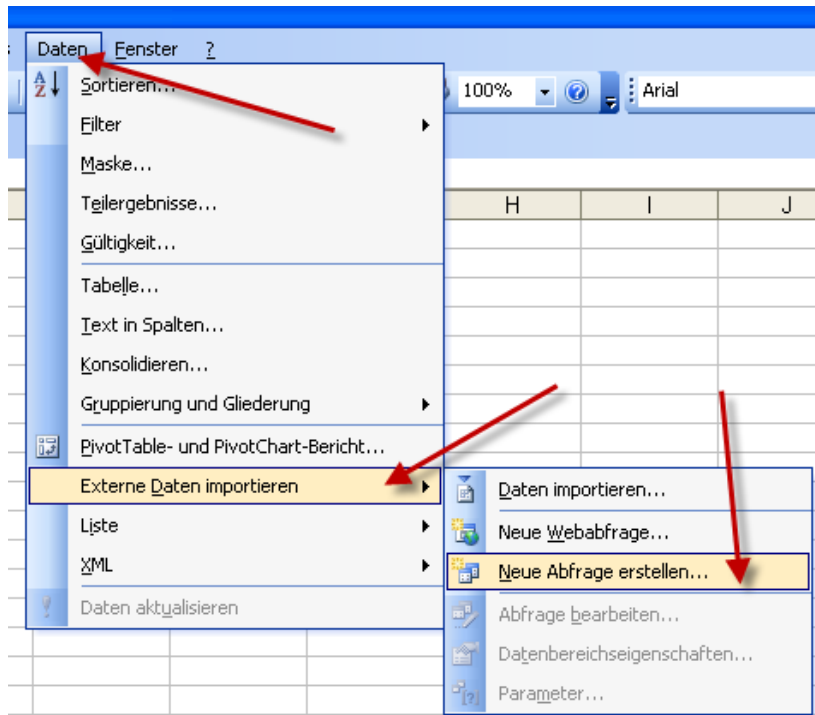 Daten Fenster ?
100% Arial
Sortieren...
Filter
Maske...
Teilergebnisse...
Gültigkeit...
Tabelle...
Text in Spalten...
Konsolidieren...
Gruppierung und Gliederung
PivotTable- und PivotChart-Bericht...
Externe Daten importieren
Liste
XML
Daten aktualisieren
H I J
Daten importieren...
Neue Webabfrage...
Neue Abfrage erstellen...
Abfrage bearbeiten...
Datenbereichseigenschaften...
Parameter...